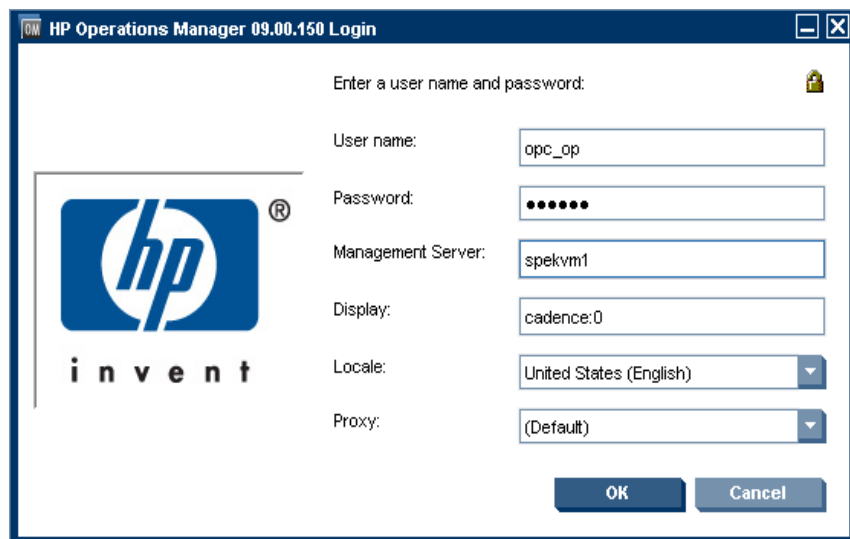 OM HP Operations Manager 09.00.150 Login
Enter a user name and password:
User name: opc_op
Password: ●●●●●●
Management Server: spekvm1
Display: cadence:0
Locale: United States (English)
Proxy: (Default)
hp ®
invent
OK Cancel